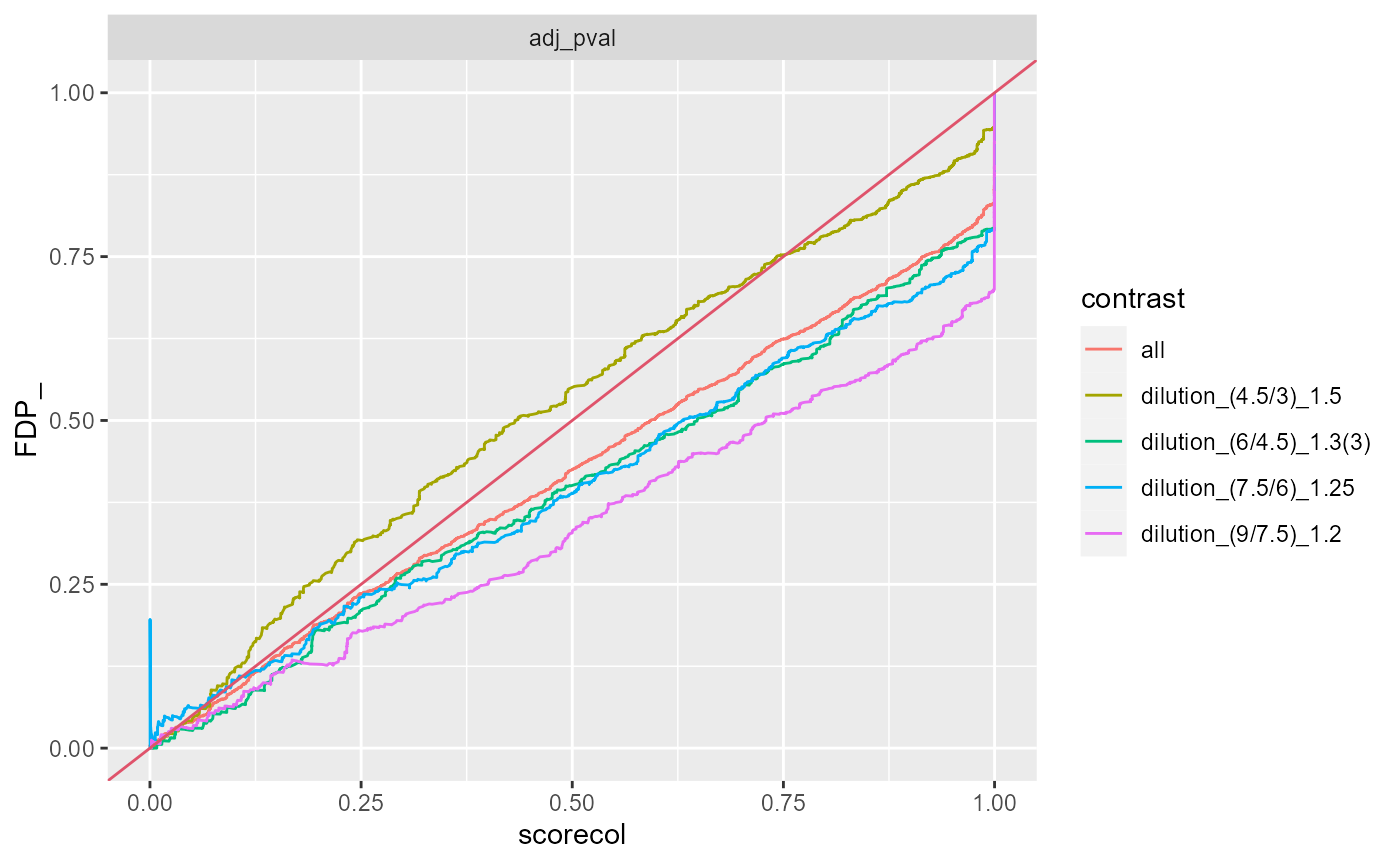 adj_pval
1.00
0.75
0.50
0.25
0.00
FDP_
0.00 0.25 0.50 0.75 1.00
scorecol
contrast
all
dilution_(4.5/3)_1.5
dilution_(6/4.5)_1.3(3)
dilution_(7.5/6)_1.25
dilution_(9/7.5)_1.2